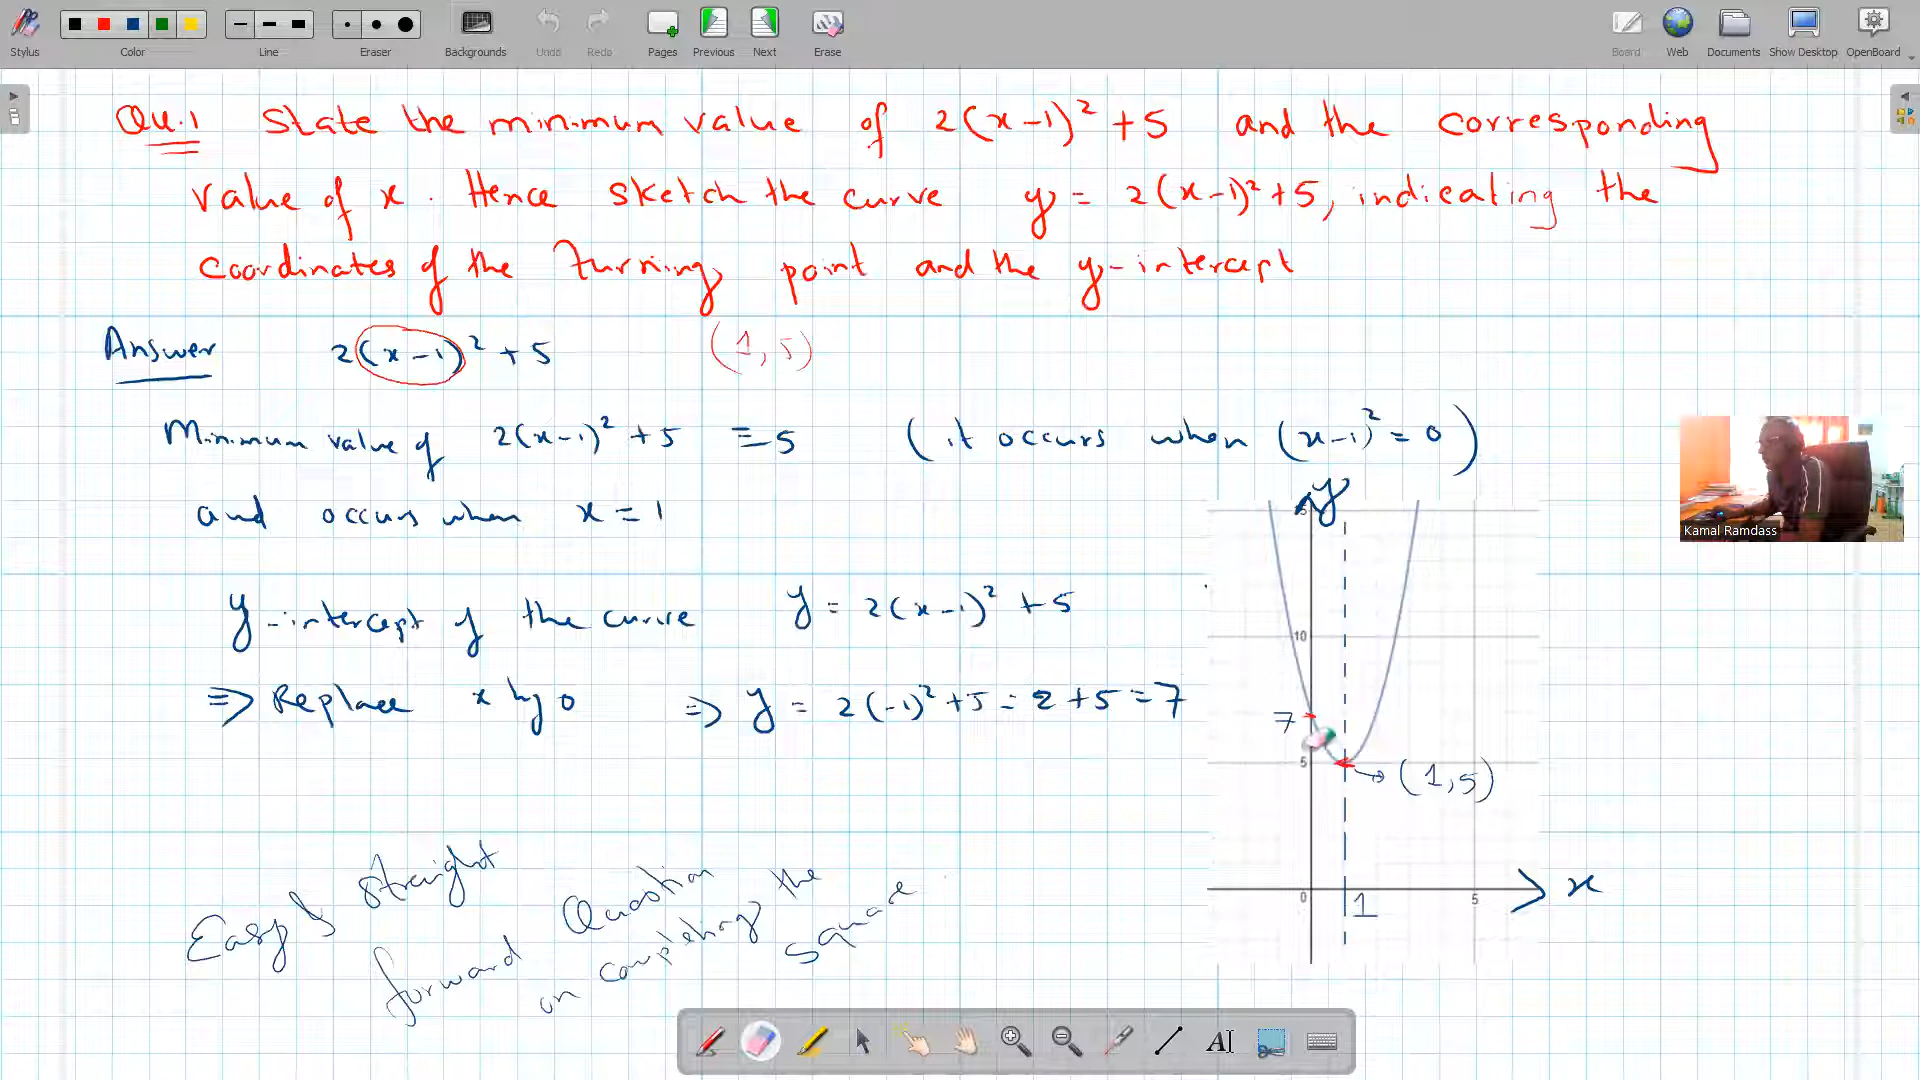 Stylus
Color
Line
Eraser
Backgrounds
Undo
Redo
Pages
Previous
Next
Erase
Board
Web
Documents
Show Desktop
OpenBoard
Qu.1 State the minimum value of 2(x-1)² +5 and the corresponding
value of x. Hence sketch the curve y = 2(x-1)²+5, indicating the
coordinates of the turning point and the y-intercept
Answer 2(x-1)² +5 (1,5)
Minimum value of 2(x-1)² +5 = 5 (it occurs when (x-1)² = 0)
and occurs when x = 1
y-intercept of the curve y = 2(x-1)² +5
⇒ Replace x by 0 ⇒ y = 2(-1)² +5 = 2 +5 = 7
y
10
7
5
(1,5)
0
1
5
x
Kamal Ramdass
Easy & straight
forward Question
on completing the
square
AI